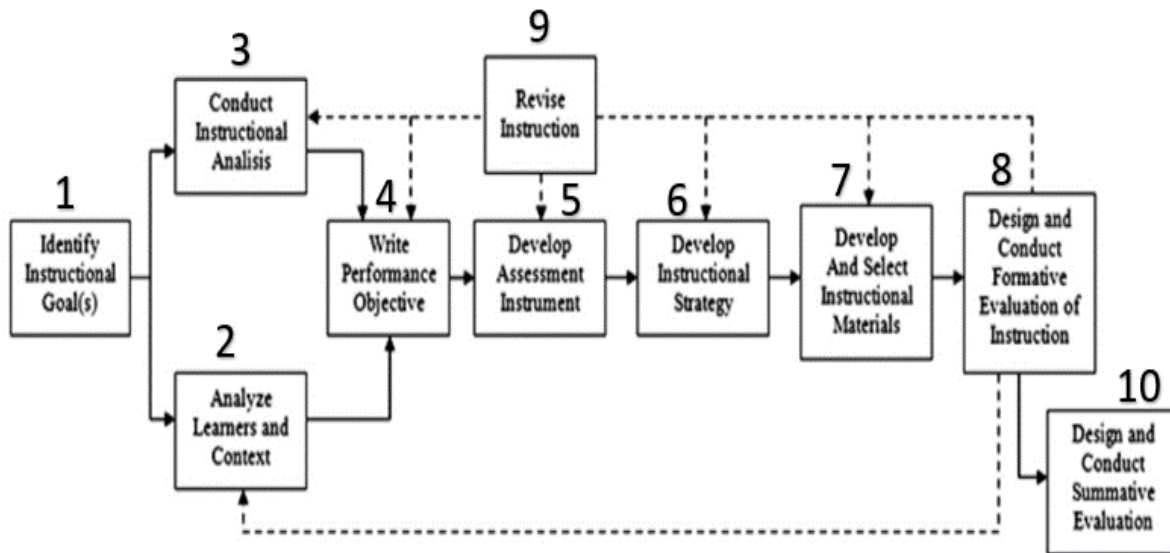 1
Identify
Instructional
Goal(s)
2
Analyze
Learners and
Context
3
Conduct
Instructional
Analisis
4
Write
Performance
Objective
5
Develop
Assessment
Instrument
6
Develop
Instructional
Strategy
7
Develop
And Select
Instructional
Materials
8
Design and
Conduct
Formative
Evaluation of
Instruction
9
Revise
Instruction
10
Design and
Conduct
Summative
Evaluation